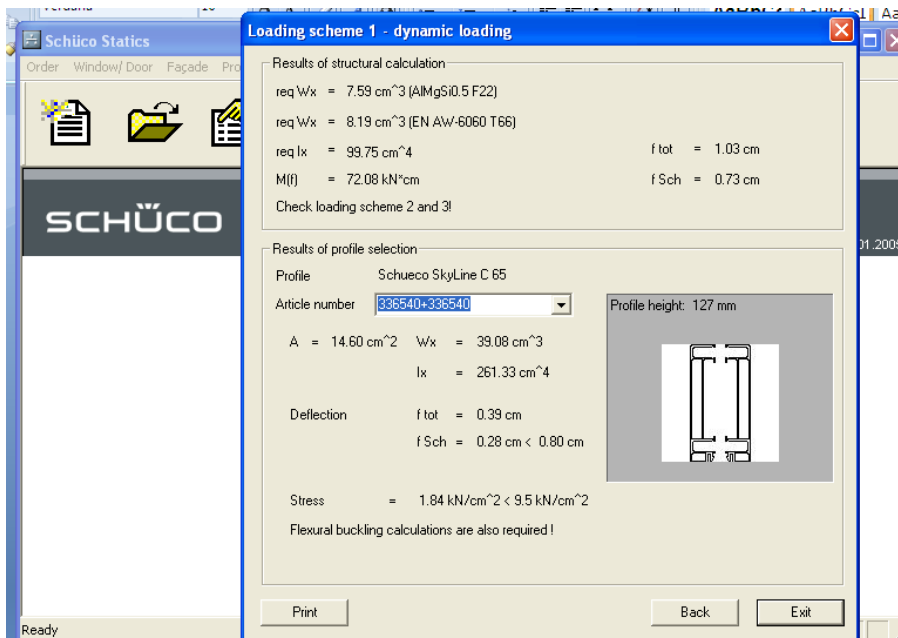 Loading scheme 1 - dynamic loading
Schüco Statics
Order Window/Door Façade
Results of structural calculation
req Wx = 7.59 cm^3 (AlMgSi0.5 F22)
req Wx = 8.19 cm^3 (EN AW-6060 T66)
req Ix = 99.75 cm^4 f tot = 1.03 cm
M(f) = 72.08 kN*cm f Sch = 0.73 cm
Check loading scheme 2 and 3!
SCHÜCO
Results of profile selection
Profile Schueco SkyLine C 65
Article number 336540+336540
Profile height: 127 mm
A = 14.60 cm^2 Wx = 39.08 cm^3
Ix = 261.33 cm^4
Deflection f tot = 0.39 cm
f Sch = 0.28 cm < 0.80 cm
Stress = 1.84 kN/cm^2 < 9.5 kN/cm^2
Flexural buckling calculations are also required !
Print Back Exit
Ready